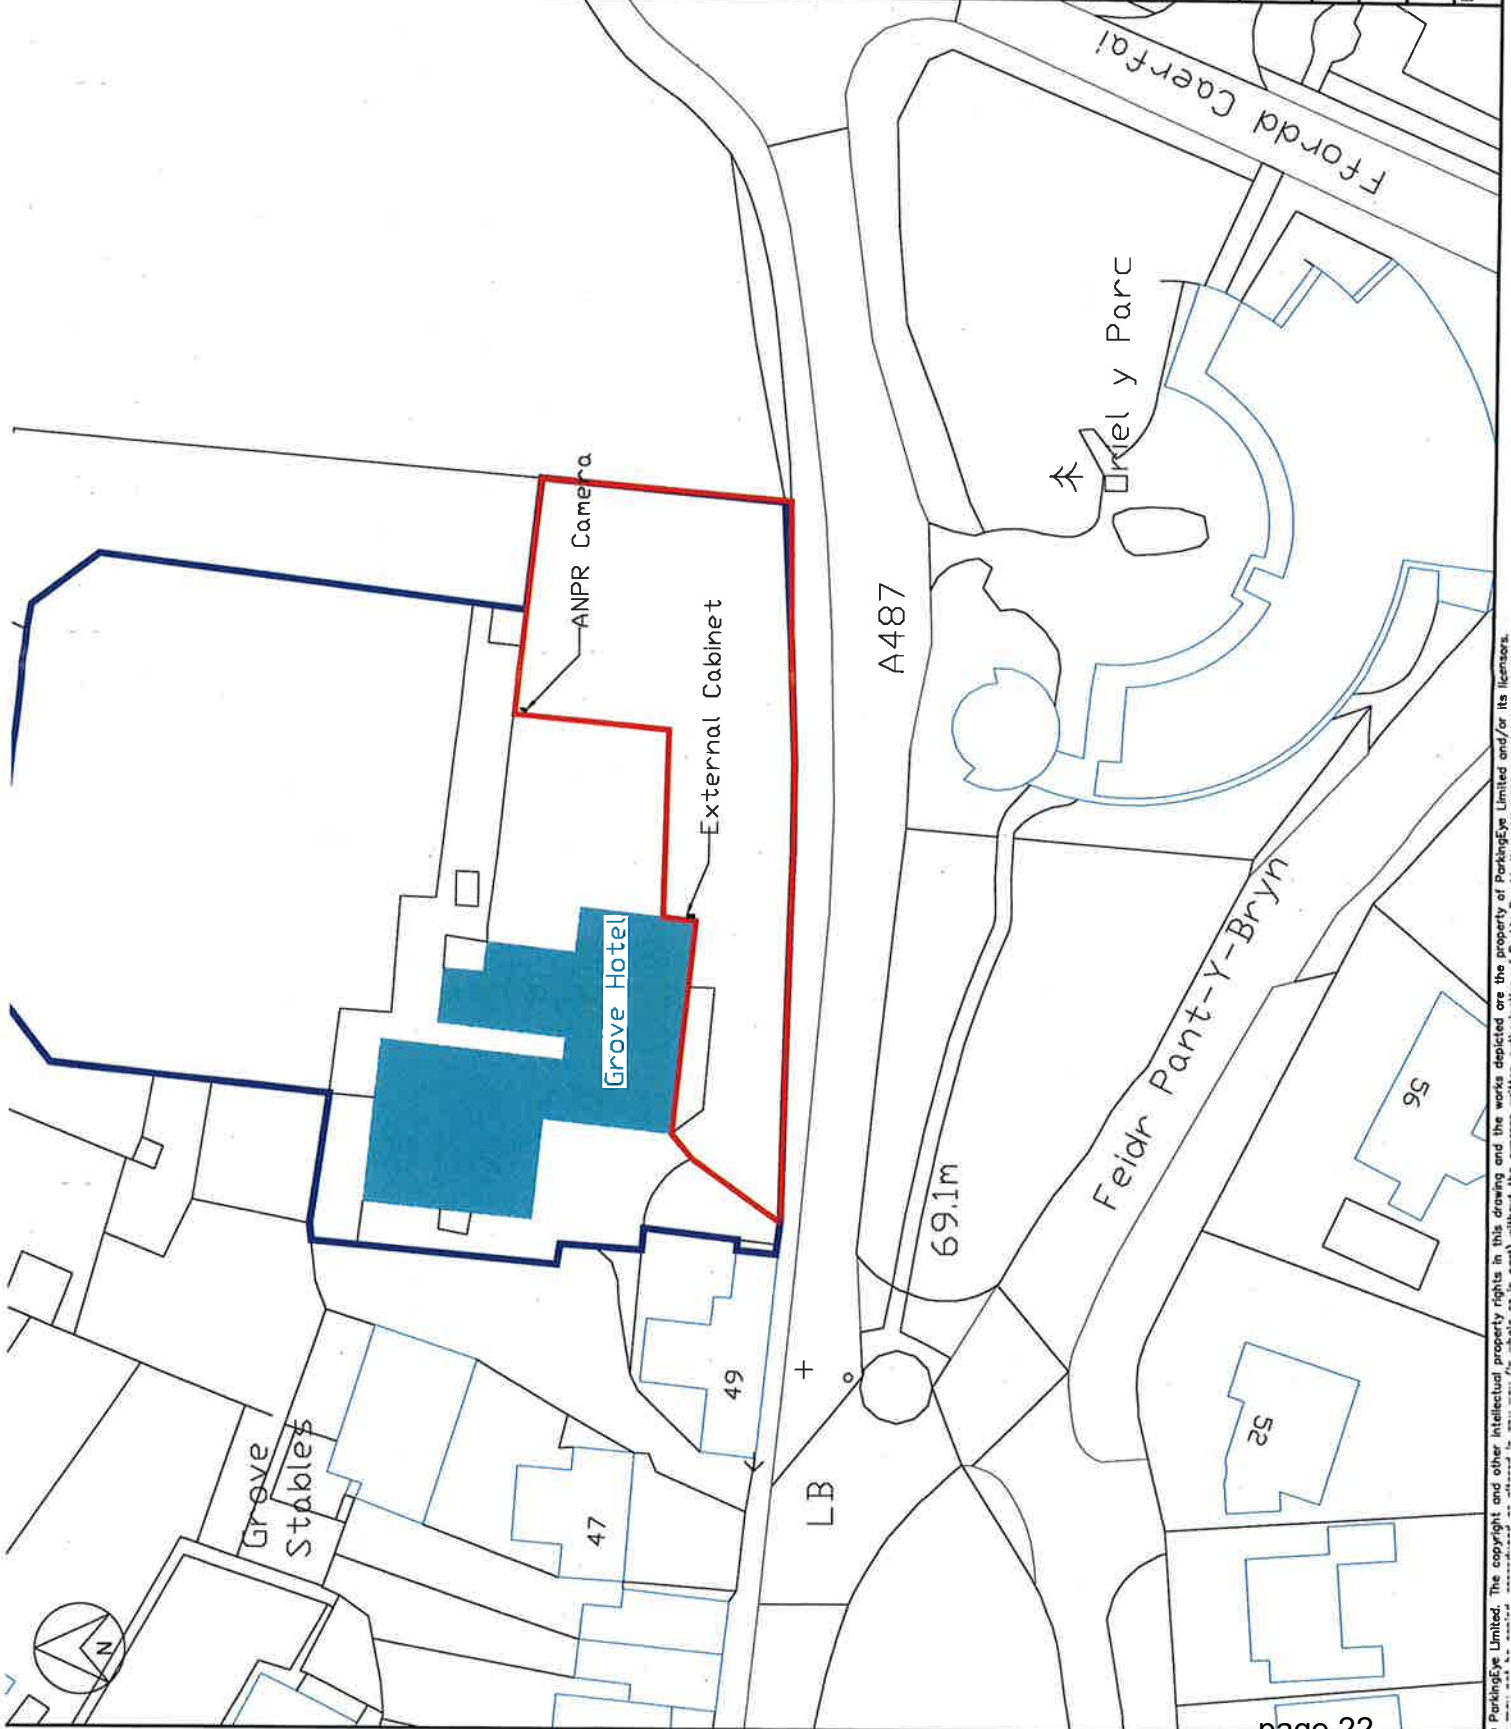 Ffordd Caerfai
Oriel y Parc
ANPR Camera
External Cabinet
A487
Grove Hotel
Feidr Pant-Y-Bryn
69.1m
56
52
49
47
LB
Grove
Stables
N
ParkingEye Limited. The copyright and other intellectual property rights in this drawing and the works depicted are the property of ParkingEye Limited and/or its licensors.
page 22